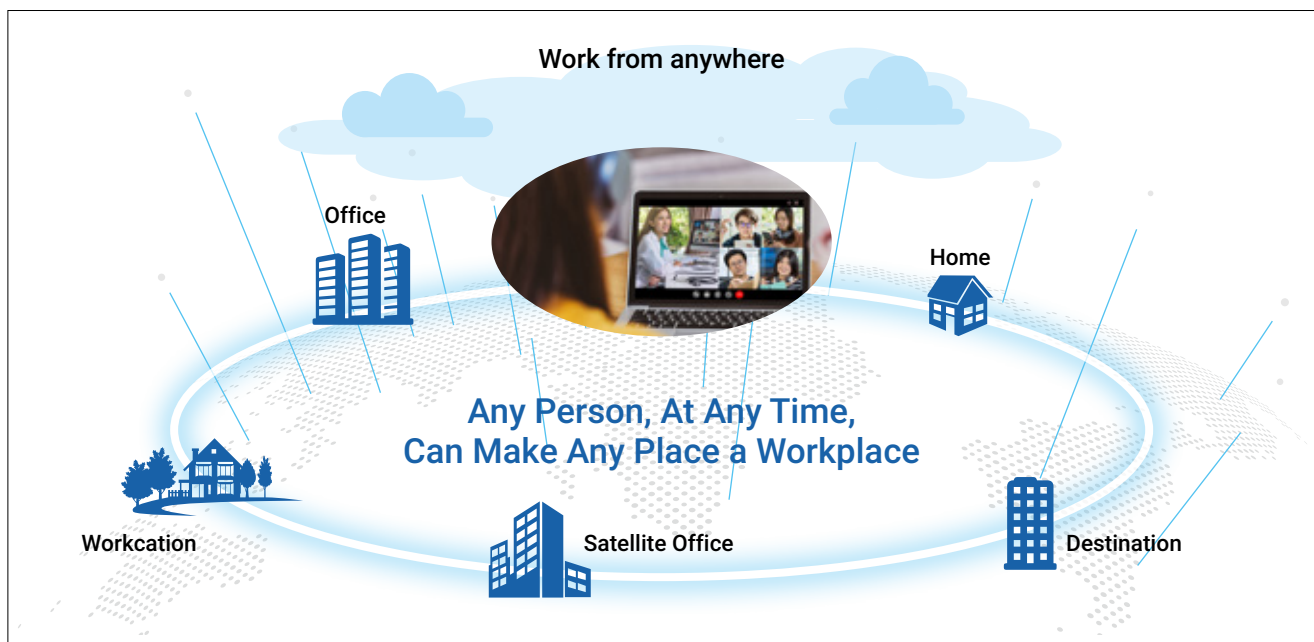 Work from anywhere
Office
Home
Any Person, At Any Time,
Can Make Any Place a Workplace
Workcation
Satellite Office
Destination